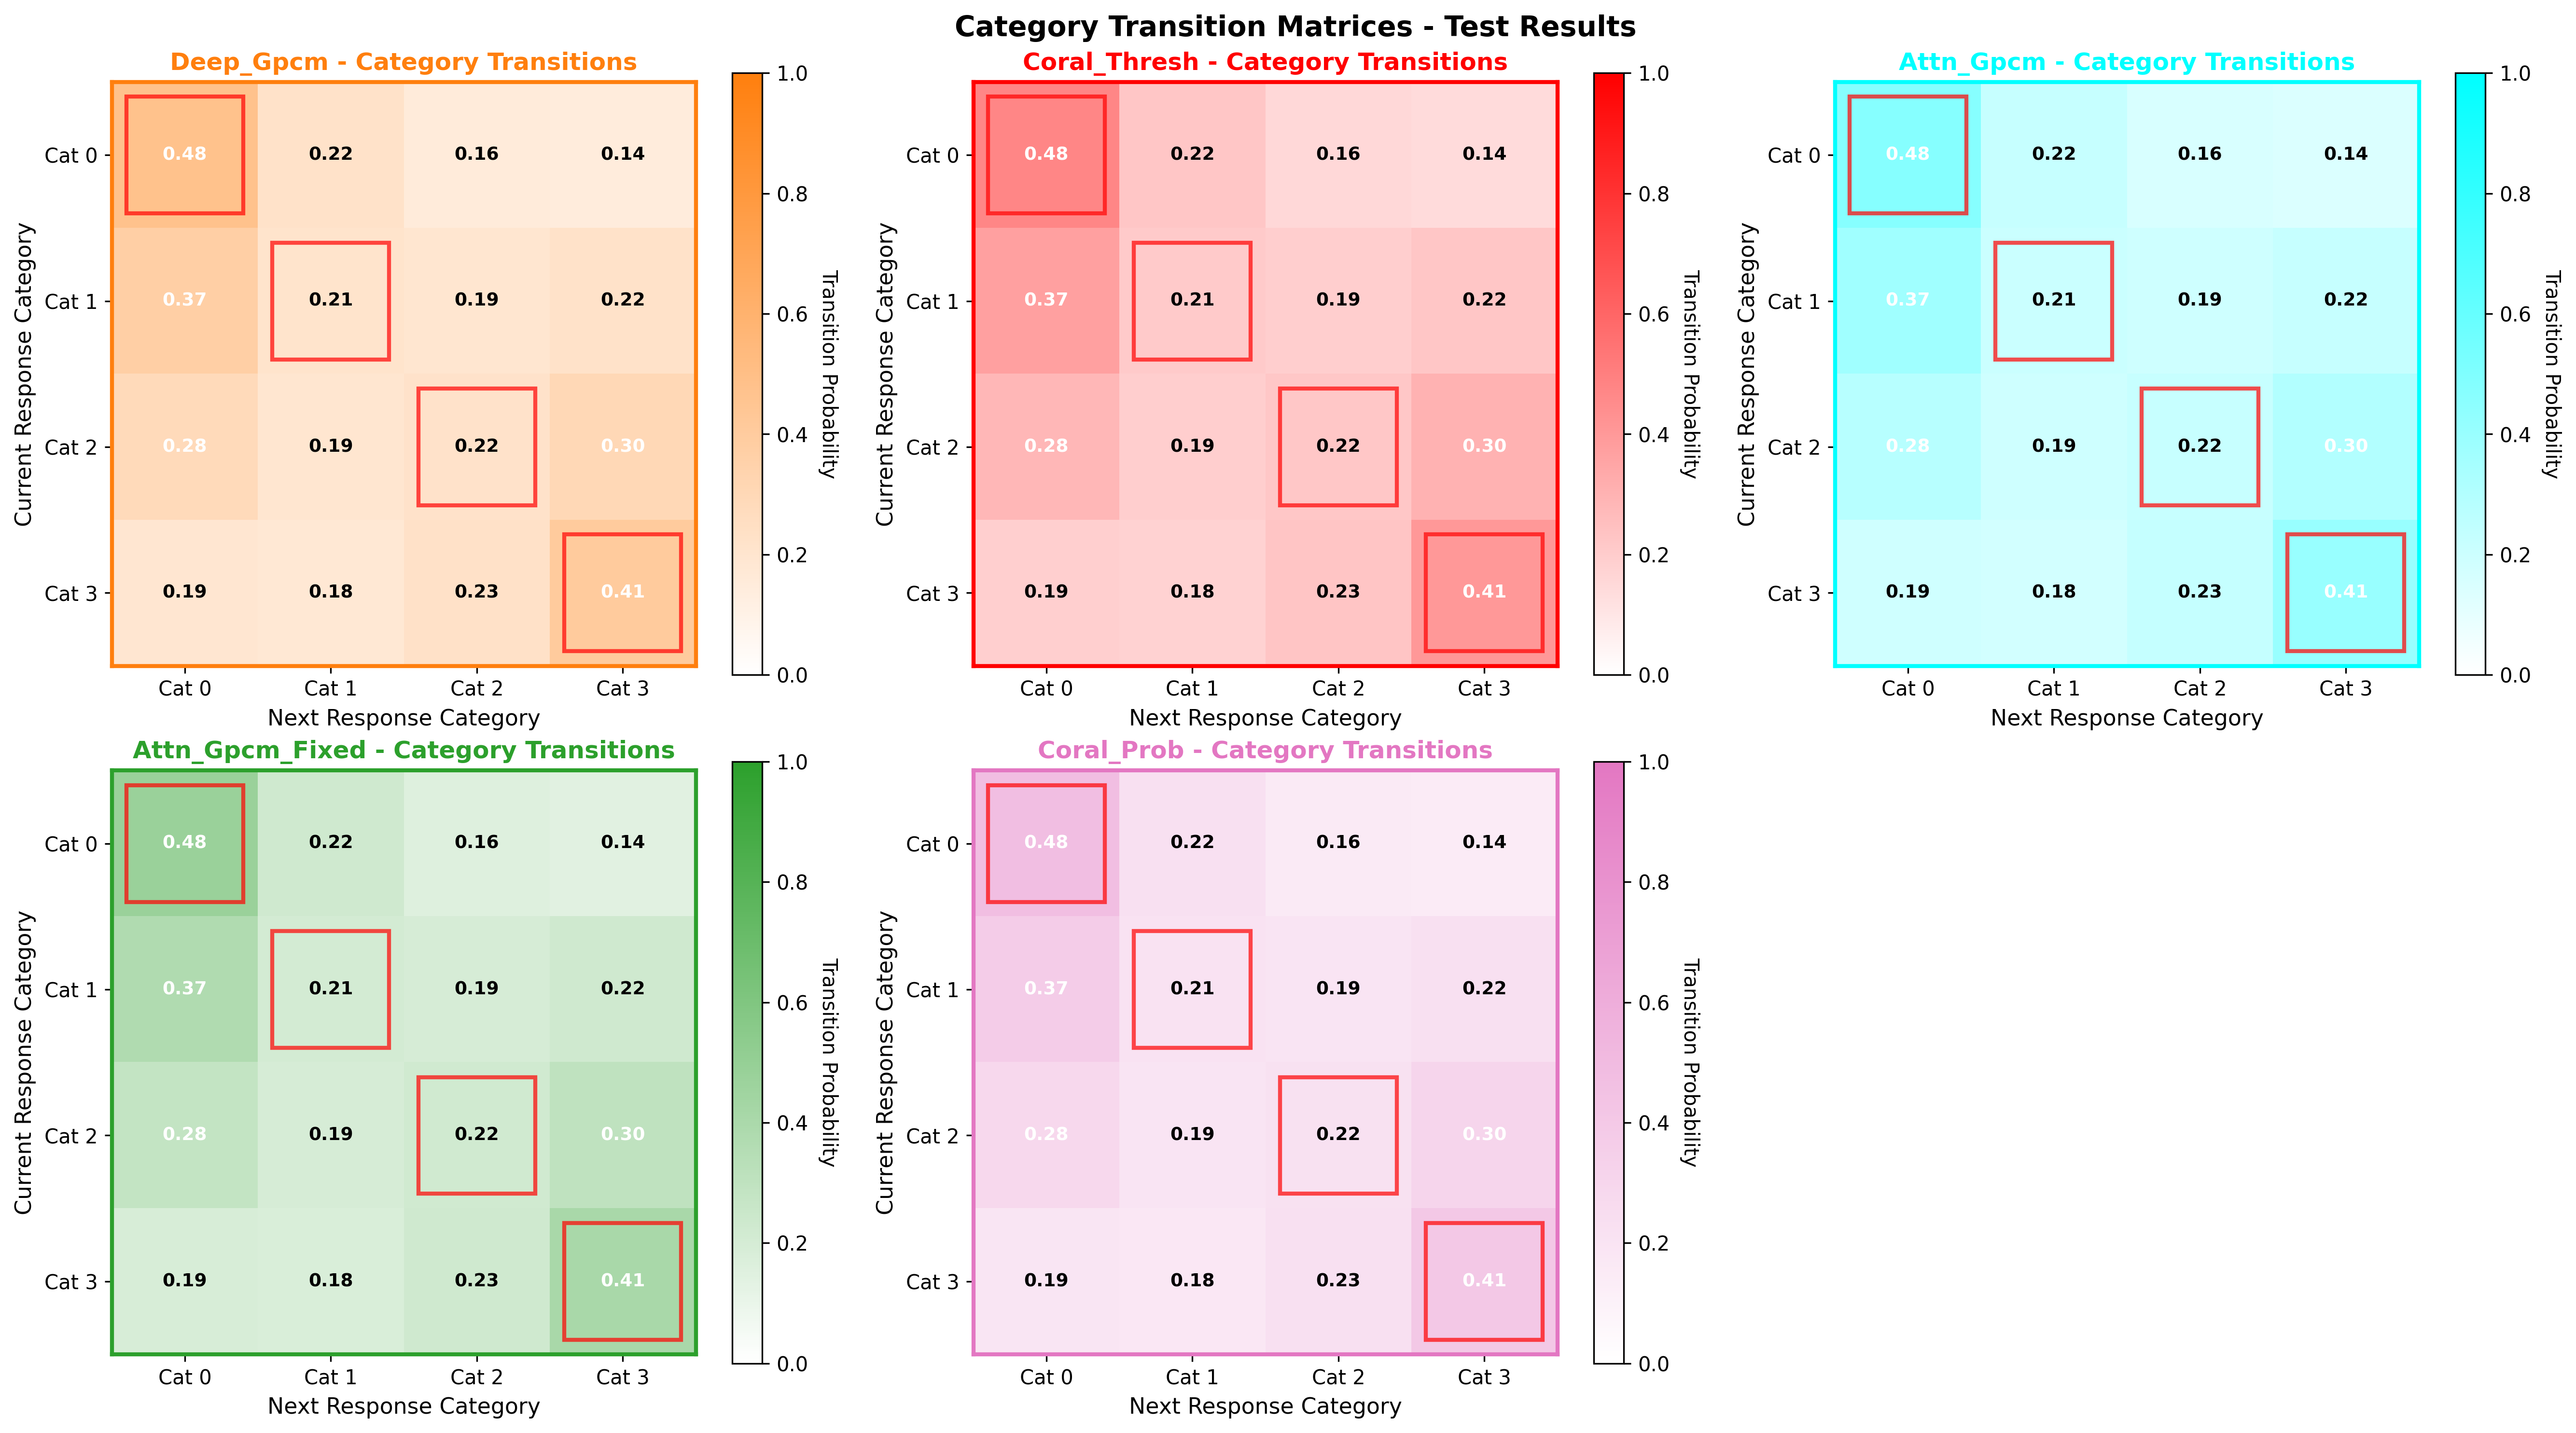 Category Transition Matrices - Test Results
Deep_Gpcm - Category Transitions
Current Response Category
Cat 0
0.48 0.22 0.16 0.14
Cat 1
0.37 0.21 0.19 0.22
Cat 2
0.28 0.19 0.22 0.30
Cat 3
0.19 0.18 0.23 0.41
Cat 0 Cat 1 Cat 2 Cat 3
Next Response Category
1.0
0.8
0.6
0.4
0.2
0.0
Transition Probability
Coral_Thresh - Category Transitions
Current Response Category
Cat 0
0.48 0.22 0.16 0.14
Cat 1
0.37 0.21 0.19 0.22
Cat 2
0.28 0.19 0.22 0.30
Cat 3
0.19 0.18 0.23 0.41
Cat 0 Cat 1 Cat 2 Cat 3
Next Response Category
1.0
0.8
0.6
0.4
0.2
0.0
Transition Probability
Attn_Gpcm - Category Transitions
Current Response Category
Cat 0
0.48 0.22 0.16 0.14
Cat 1
0.37 0.21 0.19 0.22
Cat 2
0.28 0.19 0.22 0.30
Cat 3
0.19 0.18 0.23 0.41
Cat 0 Cat 1 Cat 2 Cat 3
Next Response Category
1.0
0.8
0.6
0.4
0.2
0.0
Transition Probability
Attn_Gpcm_Fixed - Category Transitions
Current Response Category
Cat 0
0.48 0.22 0.16 0.14
Cat 1
0.37 0.21 0.19 0.22
Cat 2
0.28 0.19 0.22 0.30
Cat 3
0.19 0.18 0.23 0.41
Cat 0 Cat 1 Cat 2 Cat 3
Next Response Category
1.0
0.8
0.6
0.4
0.2
0.0
Transition Probability
Coral_Prob - Category Transitions
Current Response Category
Cat 0
0.48 0.22 0.16 0.14
Cat 1
0.37 0.21 0.19 0.22
Cat 2
0.28 0.19 0.22 0.30
Cat 3
0.19 0.18 0.23 0.41
Cat 0 Cat 1 Cat 2 Cat 3
Next Response Category
1.0
0.8
0.6
0.4
0.2
0.0
Transition Probability